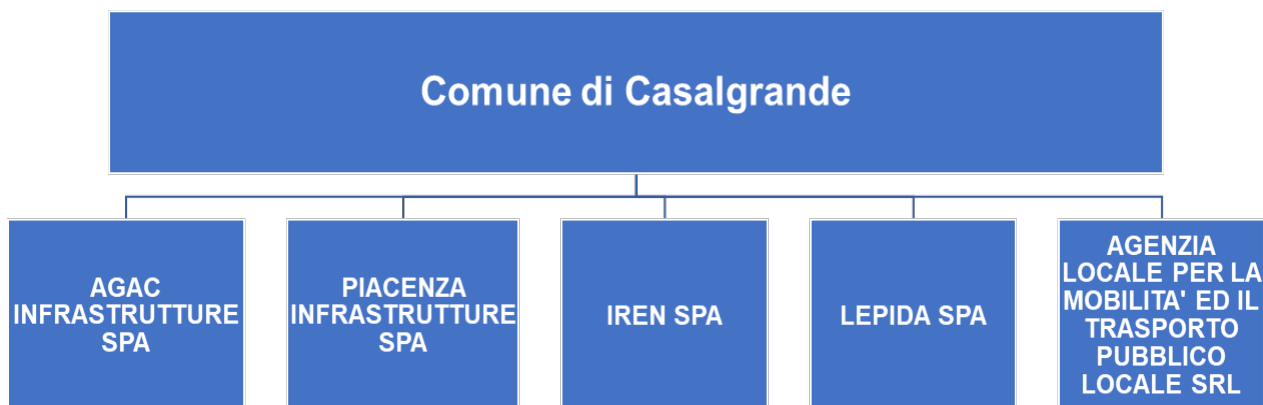 Comune di Casalgrande
AGAC
INFRASTRUTTURE
SPA
PIACENZA
INFRASTRUTTURE
SPA
IREN SPA
LEPIDA SPA
AGENZIA
LOCALE PER LA
MOBILITA' ED IL
TRASPORTO
PUBBLICO
LOCALE SRL